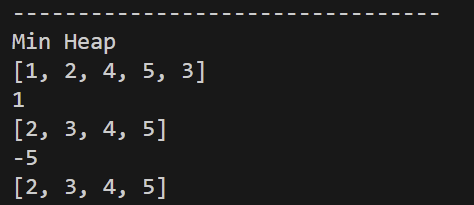 ----------------------------------
Min Heap
[1, 2, 4, 5, 3]
1
[2, 3, 4, 5]
-5
[2, 3, 4, 5]